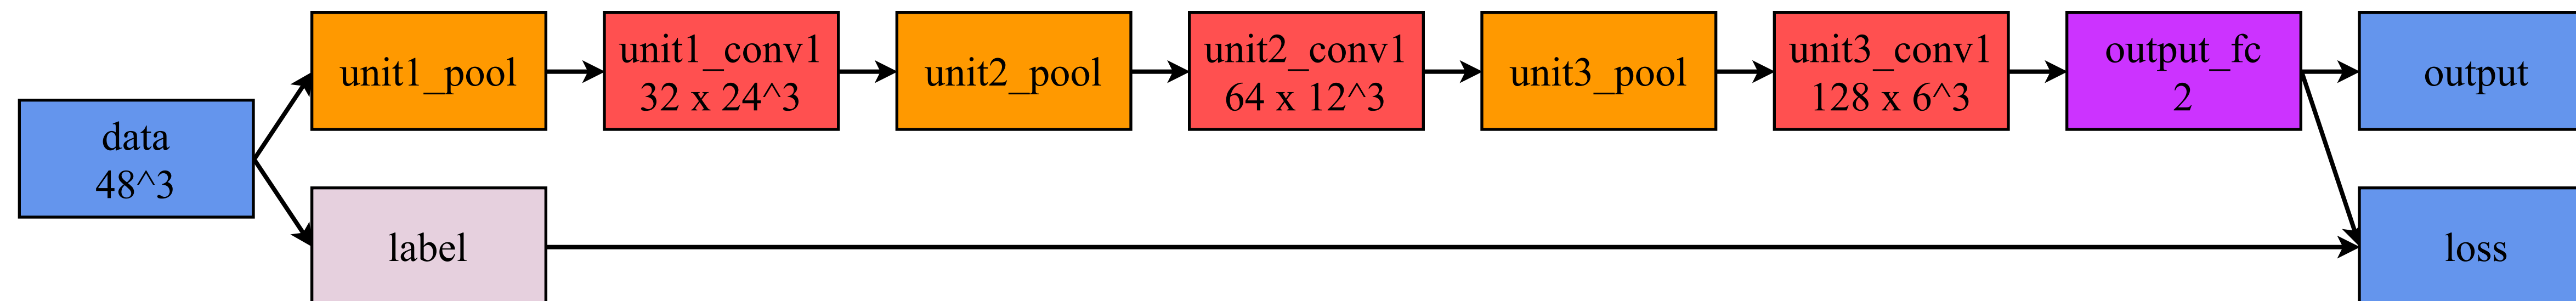 data
48^3
unit1_pool
unit1_conv1
32 x 24^3
unit2_pool
unit2_conv1
64 x 12^3
unit3_pool
unit3_conv1
128 x 6^3
output_fc
2
output
label
loss